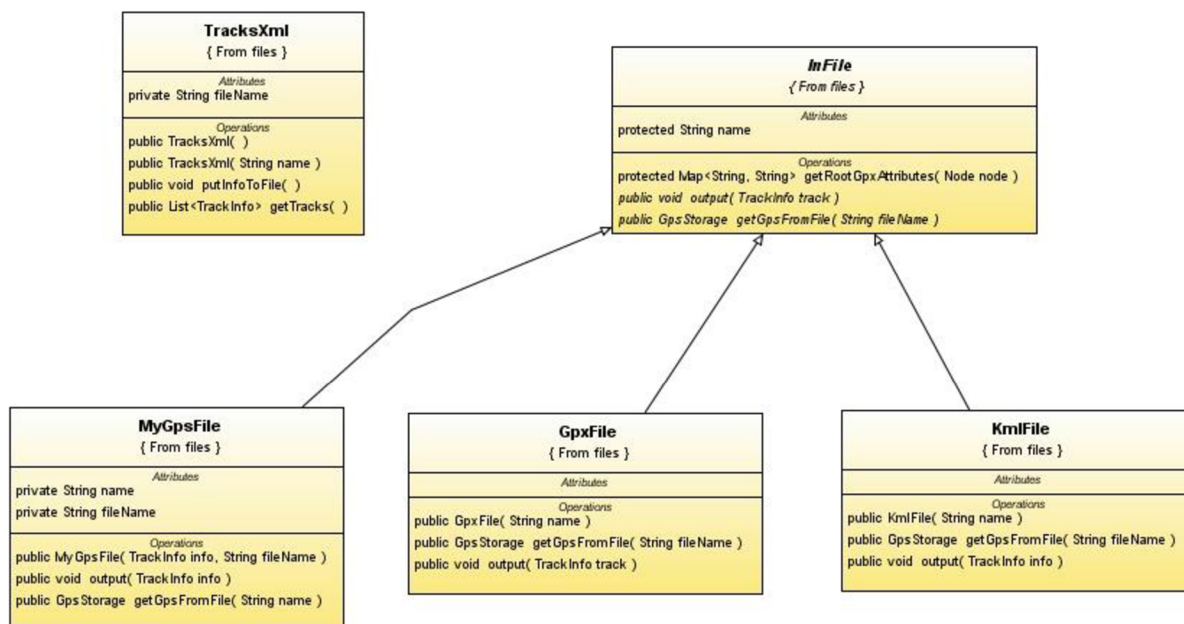 TracksXml
{ From files }
Attributes
private String fileName
Operations
public TracksXml( )
public TracksXml( String name )
public void putInfoToFile( )
public List<TrackInfo> getTracks( )
InFile
{ From files }
Attributes
protected String name
Operations
protected Map<String, String> getRootGpxAttributes( Node node )
public void output( TrackInfo track )
public GpsStorage getGpsFromFile( String fileName )
MyGpsFile
{ From files }
Attributes
private String name
private String fileName
Operations
public MyGpsFile( TrackInfo info, String fileName )
public void output( TrackInfo info )
public GpsStorage getGpsFromFile( String name )
GpxFile
{ From files }
Attributes
Operations
public GpxFile( String name )
public GpsStorage getGpsFromFile( String fileName )
public void output( TrackInfo track )
KmlFile
{ From files }
Attributes
Operations
public KmlFile( String name )
public GpsStorage getGpsFromFile( String fileName )
public void output( TrackInfo info )